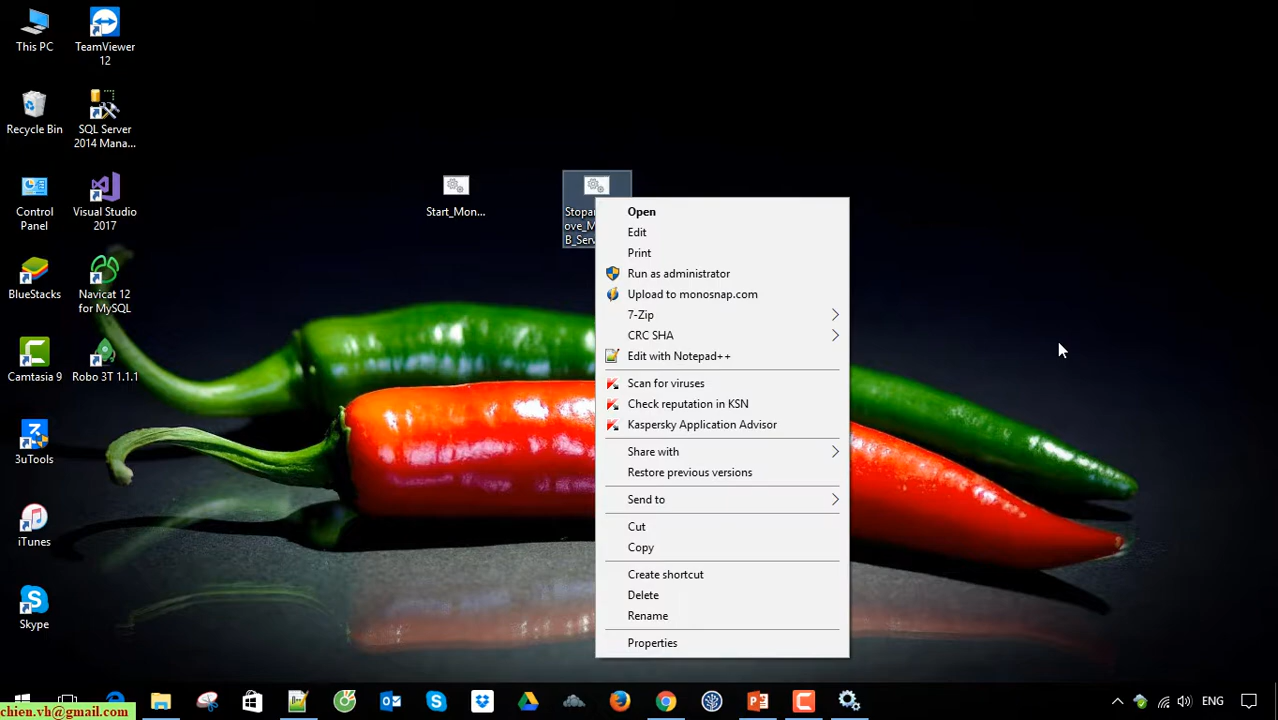 This PC
TeamViewer
12
Recycle Bin
SQL Server
2014 Mana...
Control
Panel
Visual Studio
2017
BlueStacks
Navicat 12
for MySQL
Camtasia 9
Robo 3T 1.1.1
3uTools
iTunes
Skype
Start_Mon...
Open
Edit
Print
Run as administrator
Upload to monosnap.com
7-Zip
CRC SHA
Edit with Notepad++
Scan for viruses
Check reputation in KSN
Kaspersky Application Advisor
Share with
Restore previous versions
Send to
Cut
Copy
Create shortcut
Delete
Rename
Properties
chien.vh@gmail.com
ENG